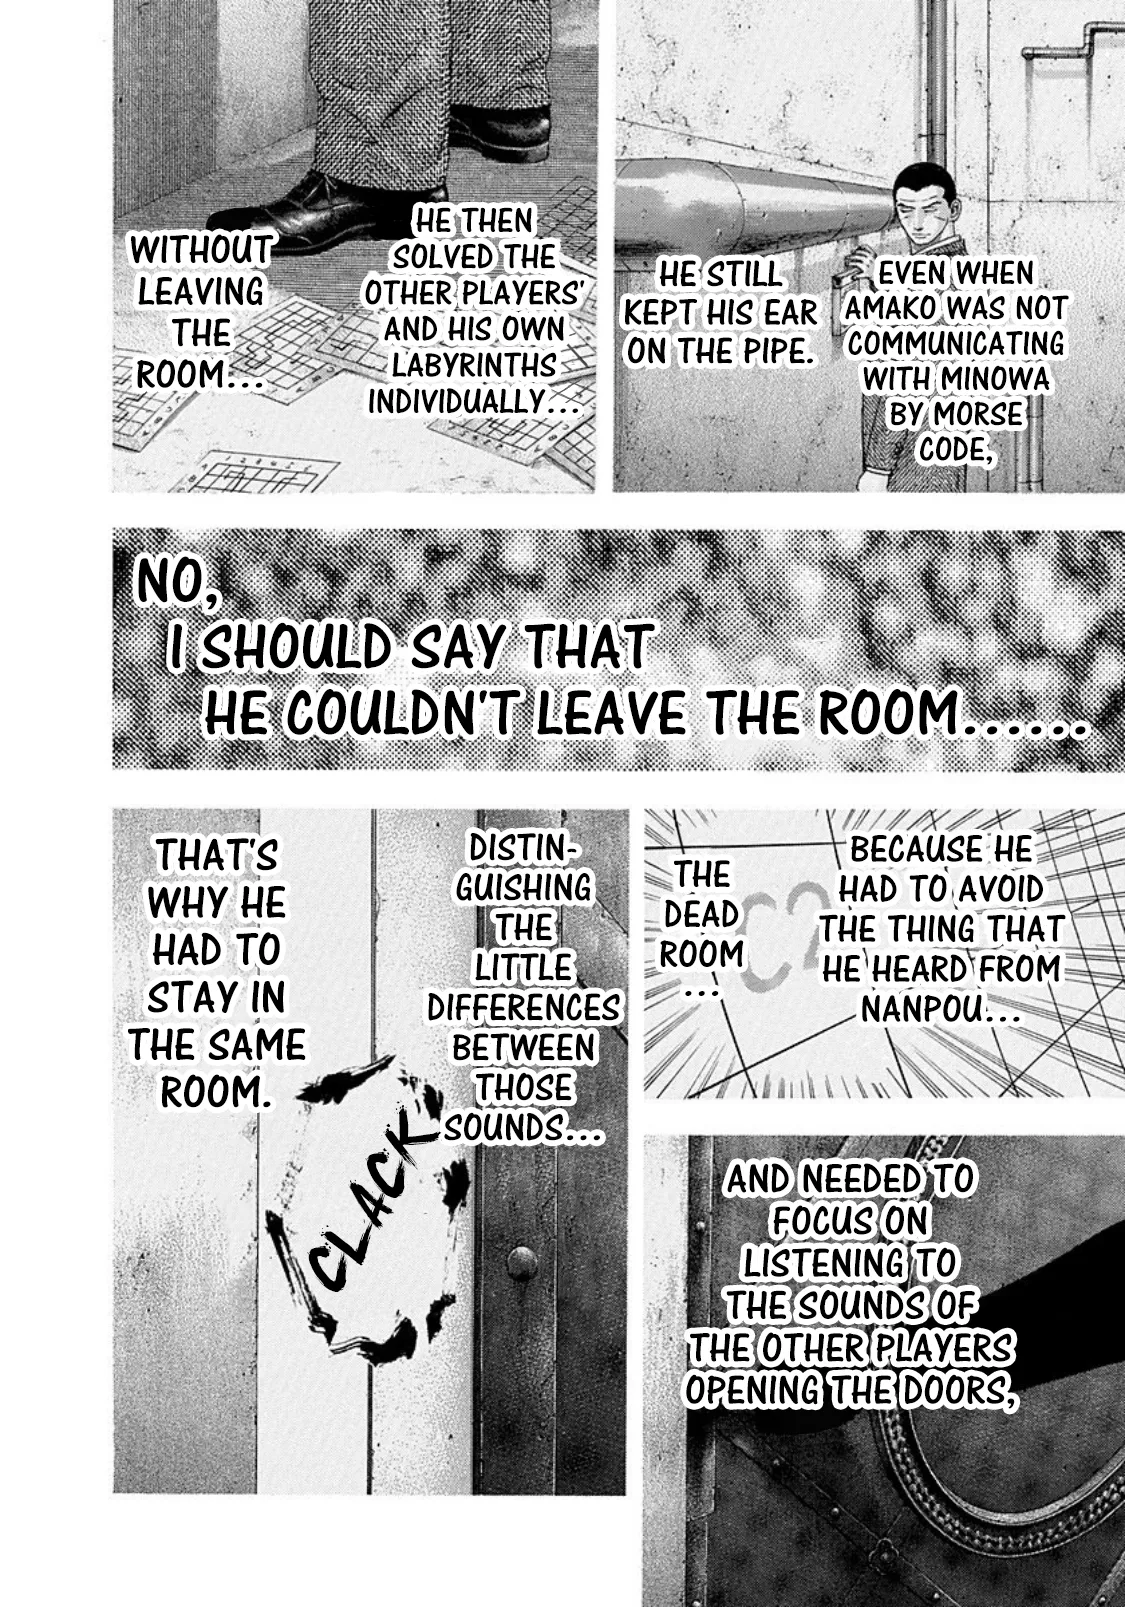 EVEN WHEN
AMAKO WAS NOT
COMMUNICATING
WITH MINOWA
BY MORSE
CODE,
HE STILL
KEPT HIS EAR
ON THE PIPE.
HE THEN
SOLVED THE
OTHER PLAYERS'
AND HIS OWN
LABYRINTHS
INDIVIDUALLY...
WITHOUT
LEAVING
THE
ROOM...
NO,
I SHOULD SAY THAT
HE COULDN'T LEAVE THE ROOM......
BECAUSE HE
HAD TO AVOID
THE THING THAT
HE HEARD FROM
NANPOU...
THE
DEAD
ROOM
...
C2
AND NEEDED TO
FOCUS ON
LISTENING TO
THE SOUNDS OF
THE OTHER PLAYERS
OPENING THE DOORS,
DISTIN-
GUISHING
THE
LITTLE
DIFFERENCES
BETWEEN
THOSE
SOUNDS...
CLACK
THAT'S
WHY HE
HAD TO
STAY IN
THE SAME
ROOM.